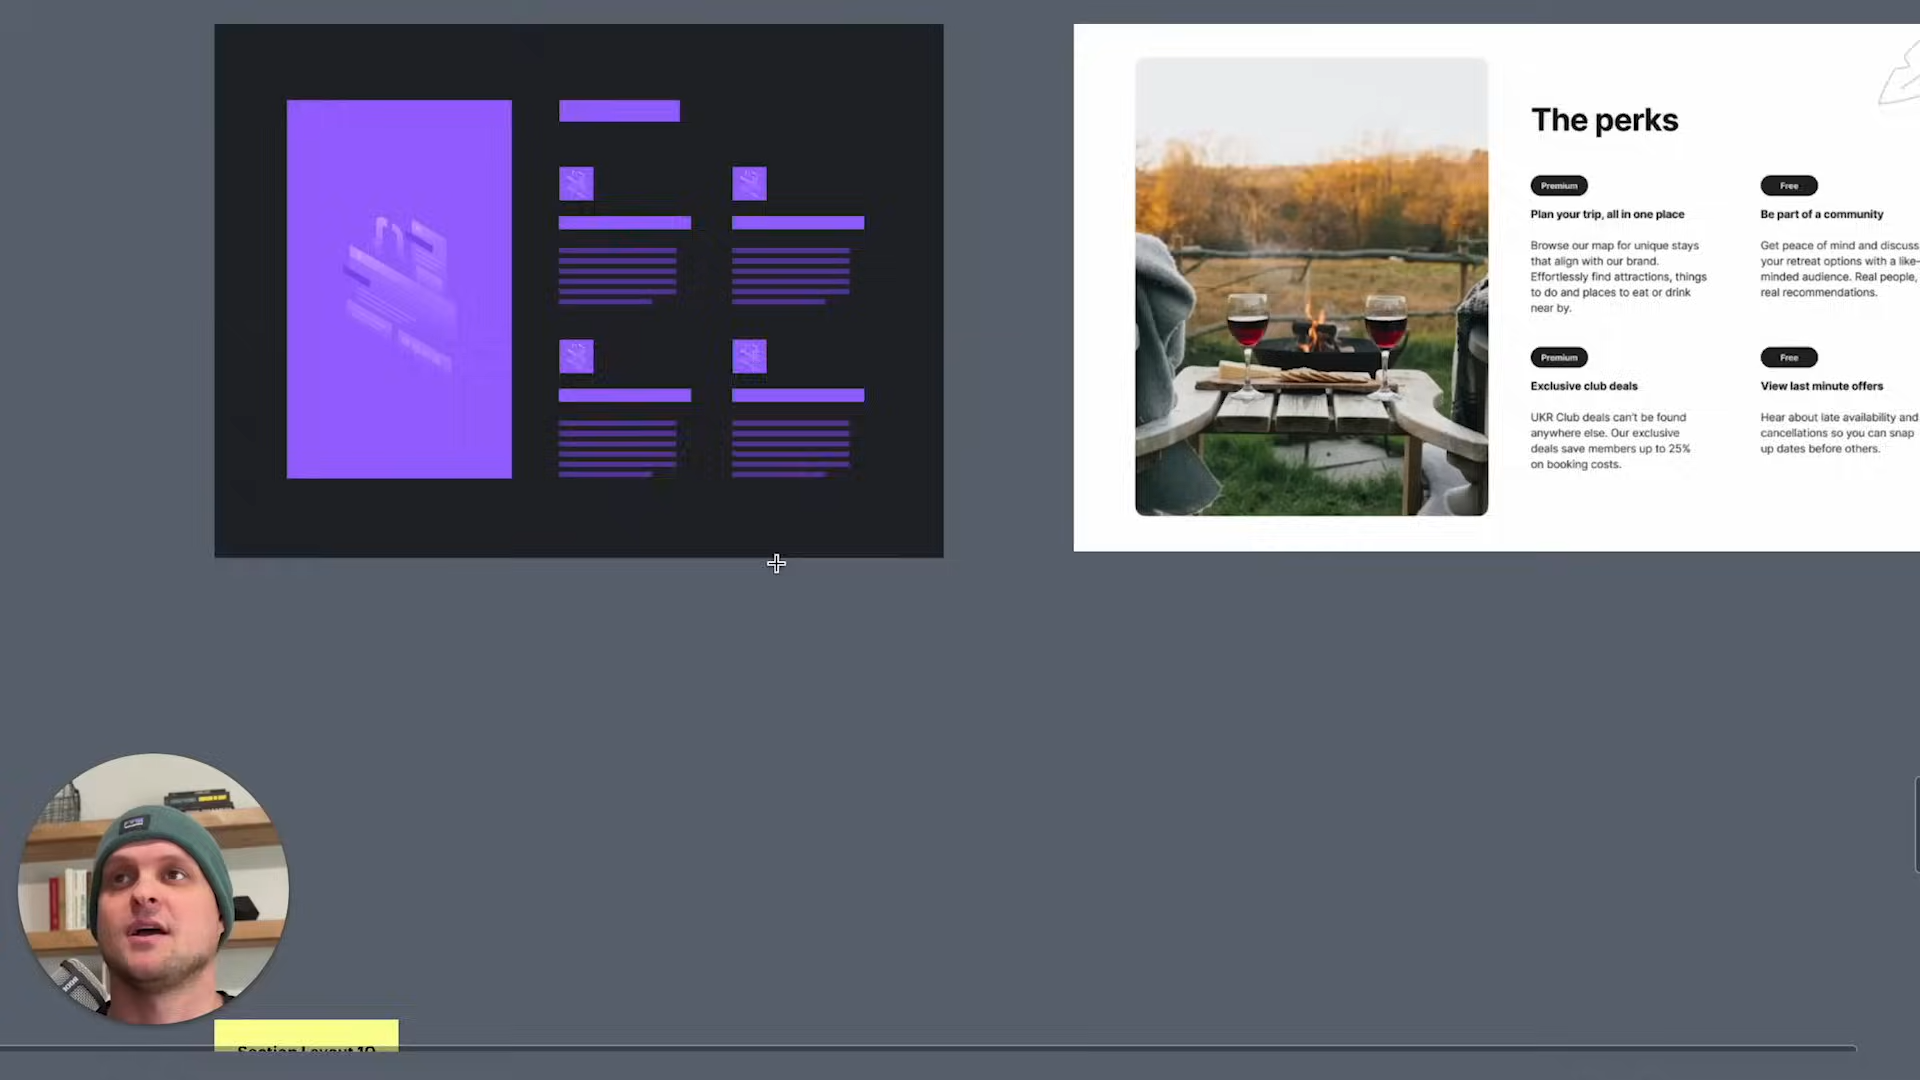 The perks
Premium
Plan your trip, all in one place
Browse our map for unique stays
that align with our brand.
Effortlessly find attractions, things
to do and places to eat or drink
near by.
Free
Be part of a community
Get peace of mind and discuss
your retreat options with a like-
minded audience. Real people,
real recommendations.
Premium
Exclusive club deals
UKR Club deals can't be found
anywhere else. Our exclusive
deals save members up to 25%
on booking costs.
Free
View last minute offers
Hear about late availability and
cancellations so you can snap
up dates before others.
Section Layout 10